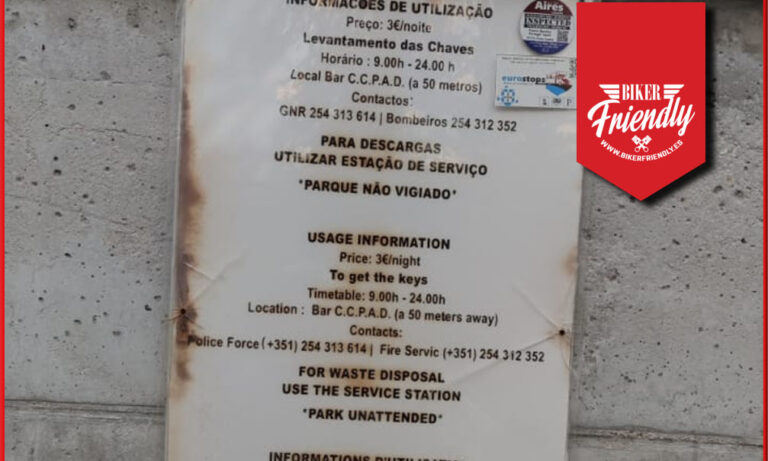 INFORMAÇÕES DE UTILIZAÇÃO
Preço: 3€/noite
Levantamento das Chaves
Horário : 9.00h - 24.00 h
Local Bar C.C.P.A.D. (a 50 metros)
Contactos:
GNR 254 313 614 | Bombeiros 254 312 352
PARA DESCARGAS
UTILIZAR ESTAÇÃO DE SERVIÇO
*PARQUE NÃO VIGIADO*
USAGE INFORMATION
Price: 3€/night
To get the keys
Timetable: 9.00h - 24.00h
Location : Bar C.C.P.A.D. (a 50 meters away)
Contacts:
Police Force (+351) 254 313 614 | Fire Servic (+351) 254 312 352
FOR WASTE DISPOSAL
USE THE SERVICE STATION
*PARK UNATTENDED*
INFORMATIONS D'UTILISATION
Aires
INSPECTED
eurostops
BIKER
Friendly
WWW.BIKERFRIENDLY.ES